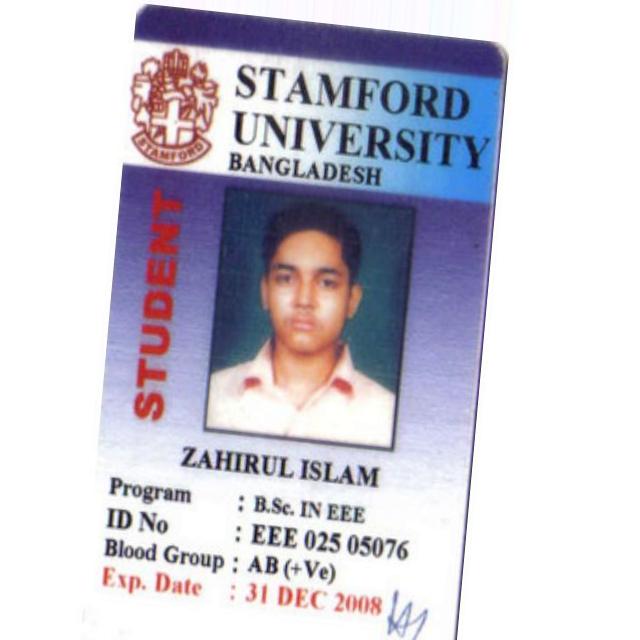 STAMFORD
UNIVERSITY
BANGLADESH
STAMFORD
STUDENT
ZAHIRUL ISLAM
Program : B.Sc. IN EEE
ID No : EEE 025 05076
Blood Group : AB (+Ve)
Exp. Date : 31 DEC 2008